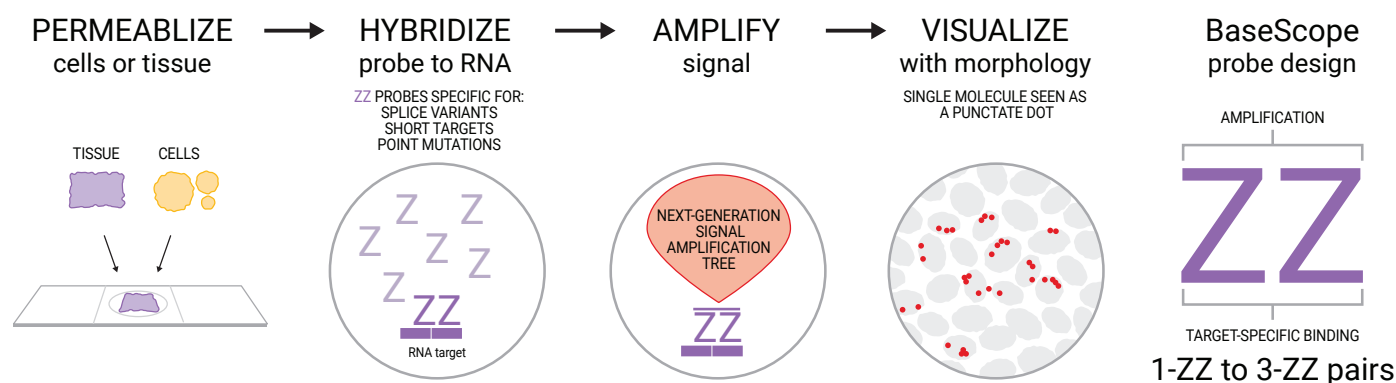 PERMEABLIZE
cells or tissue
TISSUE
CELLS
HYBRIDIZE
probe to RNA
ZZ PROBES SPECIFIC FOR:
SPLICE VARIANTS
SHORT TARGETS
POINT MUTATIONS
Z
Z
Z
Z
Z
Z
ZZ
RNA target
AMPLIFY
signal
NEXT-GENERATION
SIGNAL
AMPLIFICATION
TREE
ZZ
VISUALIZE
with morphology
SINGLE MOLECULE SEEN AS
A PUNCTATE DOT
BaseScope
probe design
AMPLIFICATION
ZZ
TARGET-SPECIFIC BINDING
1-ZZ to 3-ZZ pairs